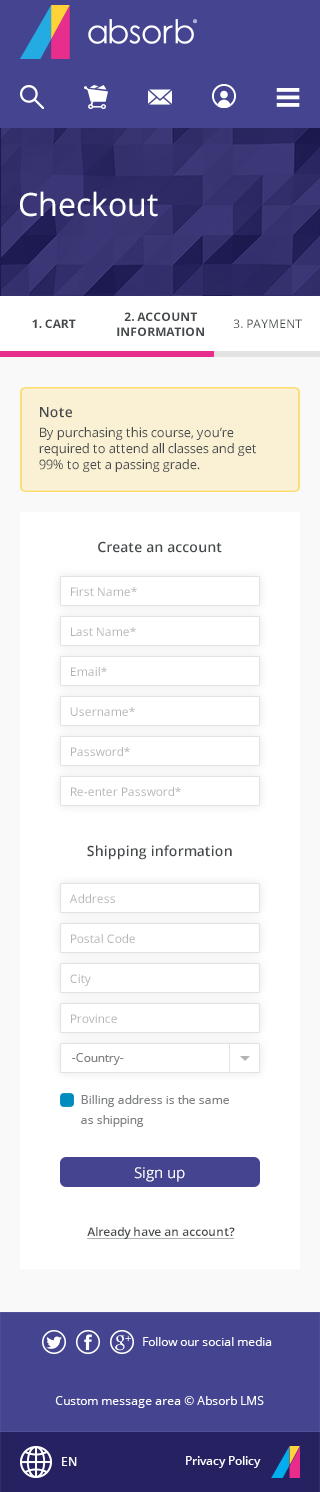 absorb
Checkout
1. CART
2. ACCOUNT
INFORMATION
3. PAYMENT
Note
By purchasing this course, you're
required to attend all classes and get
99% to get a passing grade.
Create an account
First Name*
Last Name*
Email*
Username*
Password*
Re-enter Password*
Shipping information
Address
Postal Code
City
Province
-Country-
Billing address is the same
as shipping
Sign up
Already have an account?
Follow our social media
Custom message area © Absorb LMS
EN
Privacy Policy